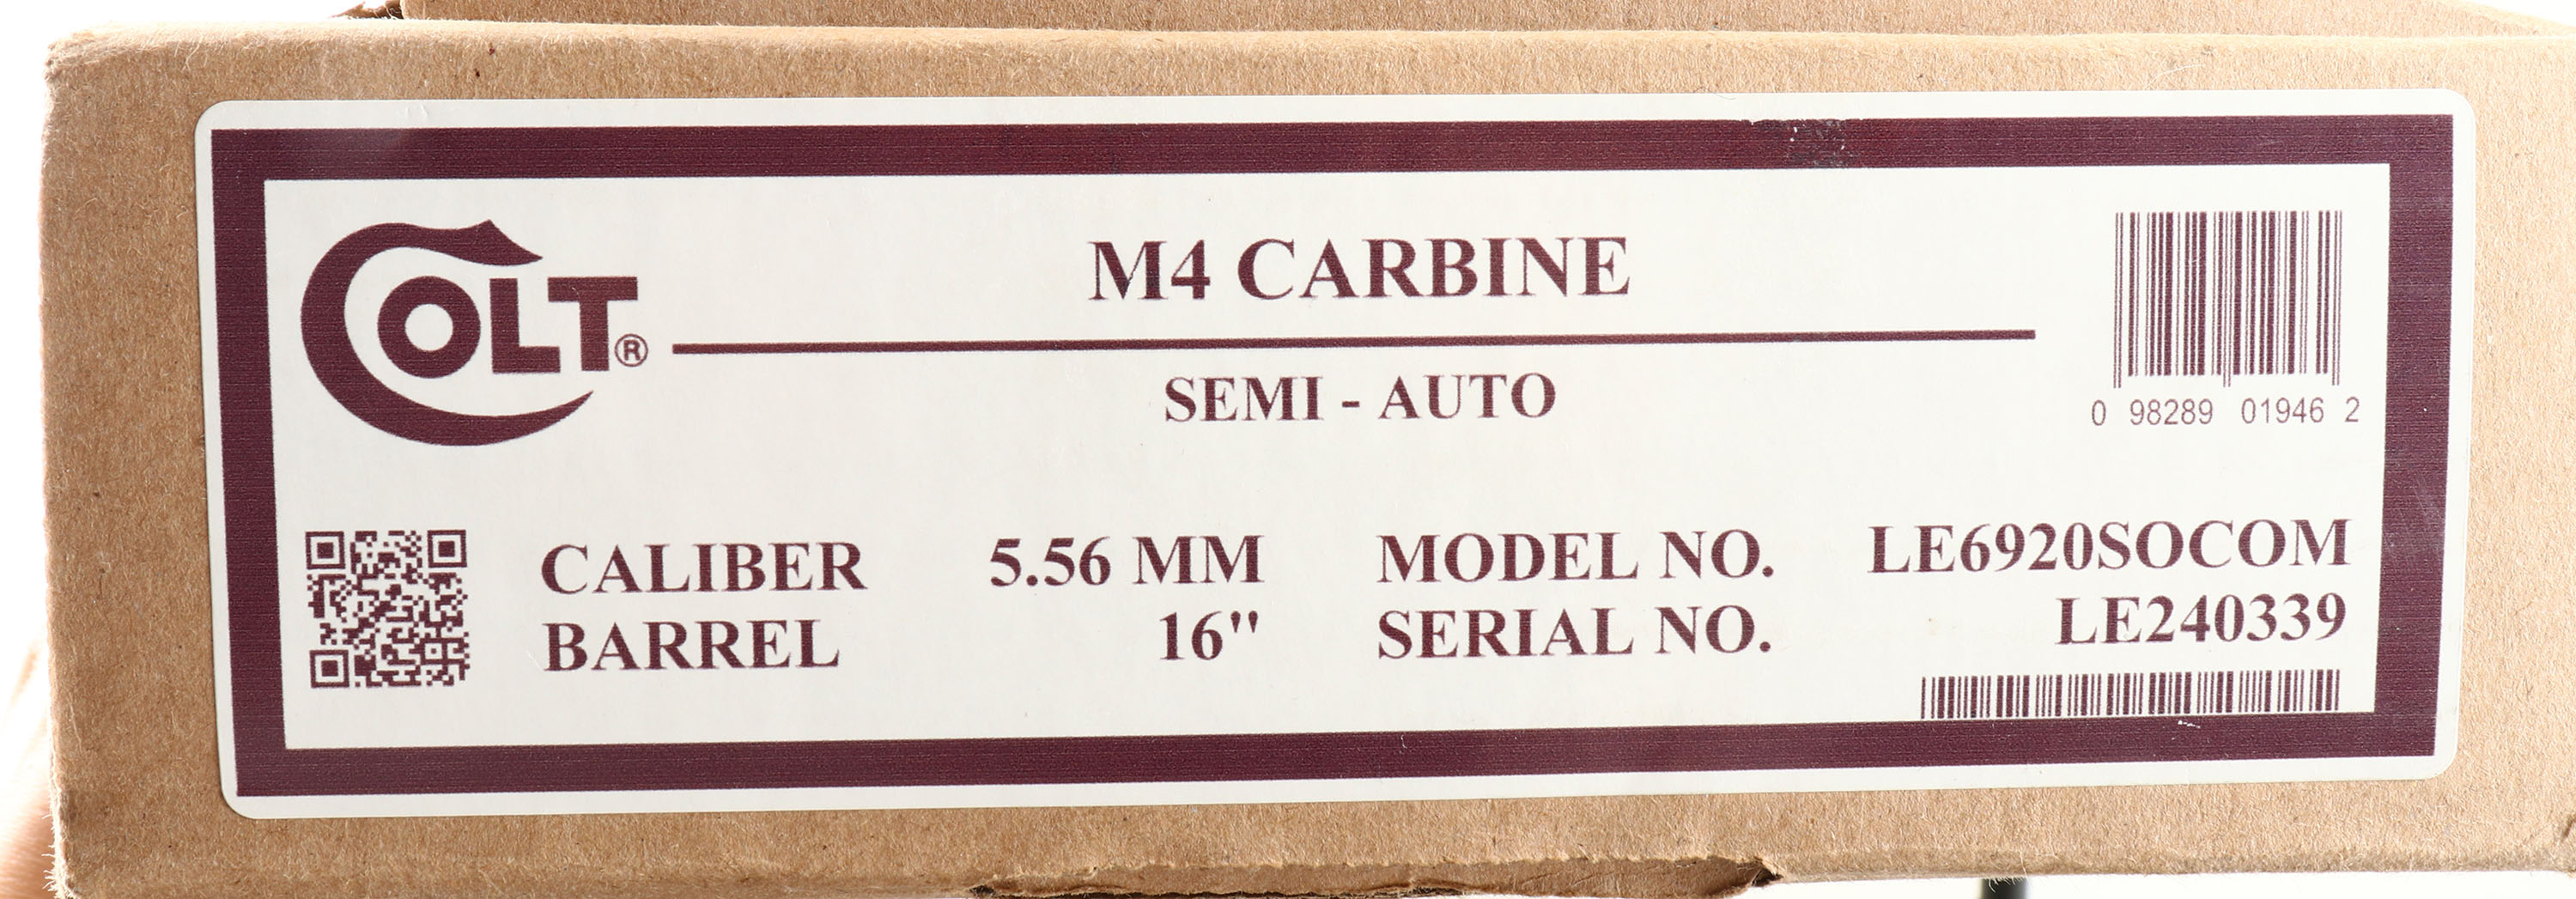 COLT®
M4 CARBINE
SEMI - AUTO
0 98289 01946 2
CALIBER 5.56 MM MODEL NO. LE6920SOCOM
BARREL 16" SERIAL NO. LE240339